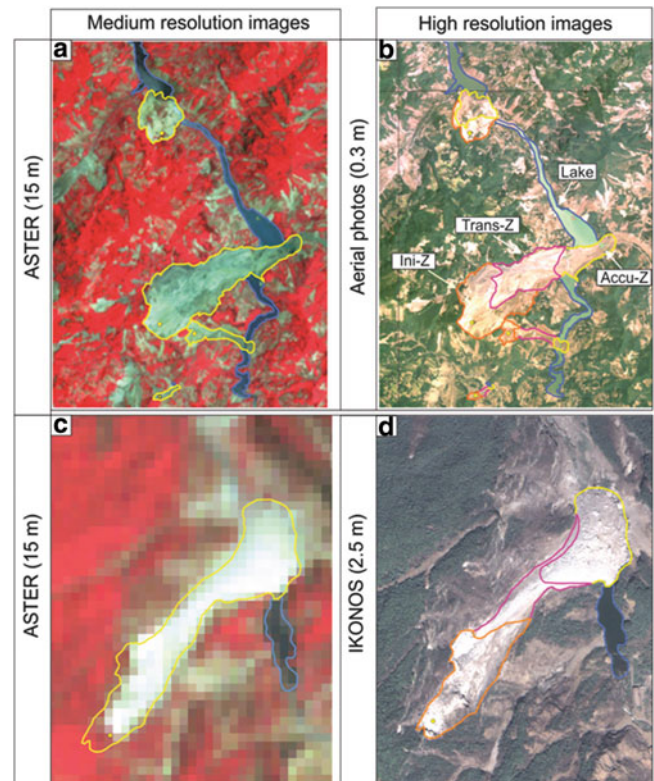 Medium resolution images
High resolution images
ASTER (15 m)
a
Aerial photos (0.3 m)
b
Lake
Trans-Z
Ini-Z
Accu-Z
ASTER (15 m)
c
IKONOS (2.5 m)
d